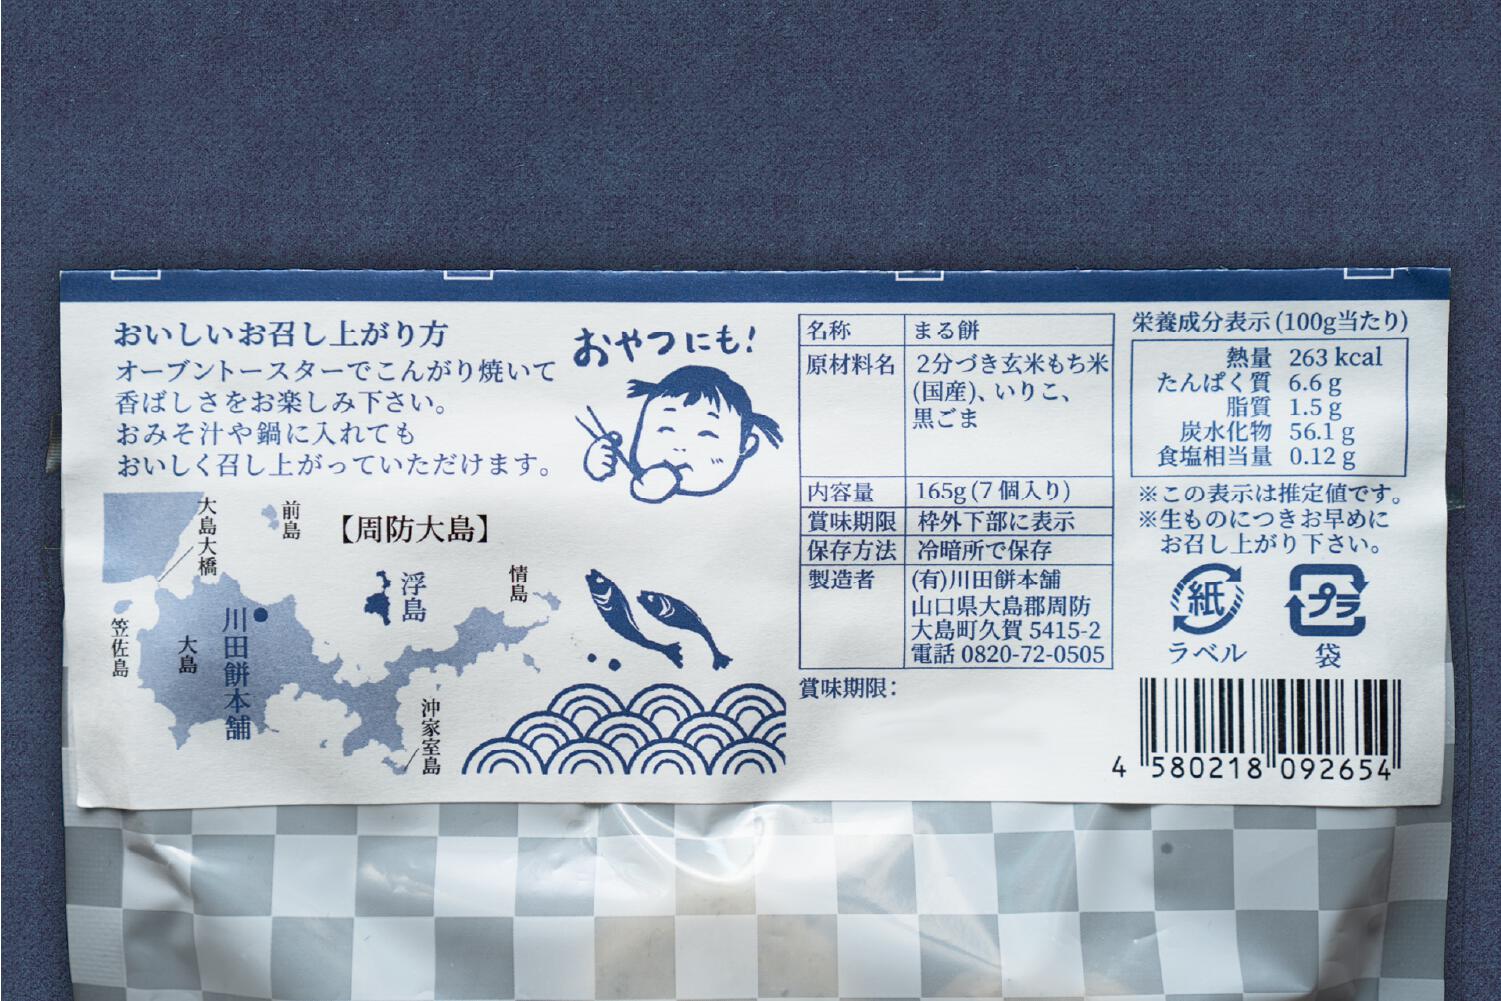 おいしいお召し上がり方
オーブントースターでこんがり焼いて
香ばしさをお楽しみ下さい。
おみそ汁や鍋に入れても
おいしく召し上がっていただけます。
おやつにも!
大島大橋
前島
【周防大島】
浮島
情島
笠佐島
大島
川田餅本舗
沖家室島
名称 まる餅
原材料名 2分づき玄米もち米
(国産)、いりこ、
黒ごま
内容量 165g(7個入り)
賞味期限 枠外下部に表示
保存方法 冷暗所で保存
製造者 (有)川田餅本舗
山口県大島郡周防
大島町久賀 5415-2
電話 0820-72-0505
賞味期限:
栄養成分表示(100g当たり)
熱量 263 kcal
たんぱく質 6.6 g
脂質 1.5 g
炭水化物 56.1 g
食塩相当量 0.12 g
※この表示は推定値です。
※生ものにつきお早めに
お召し上がり下さい。
紙
ラベル
プラ
袋
4 580218 092654